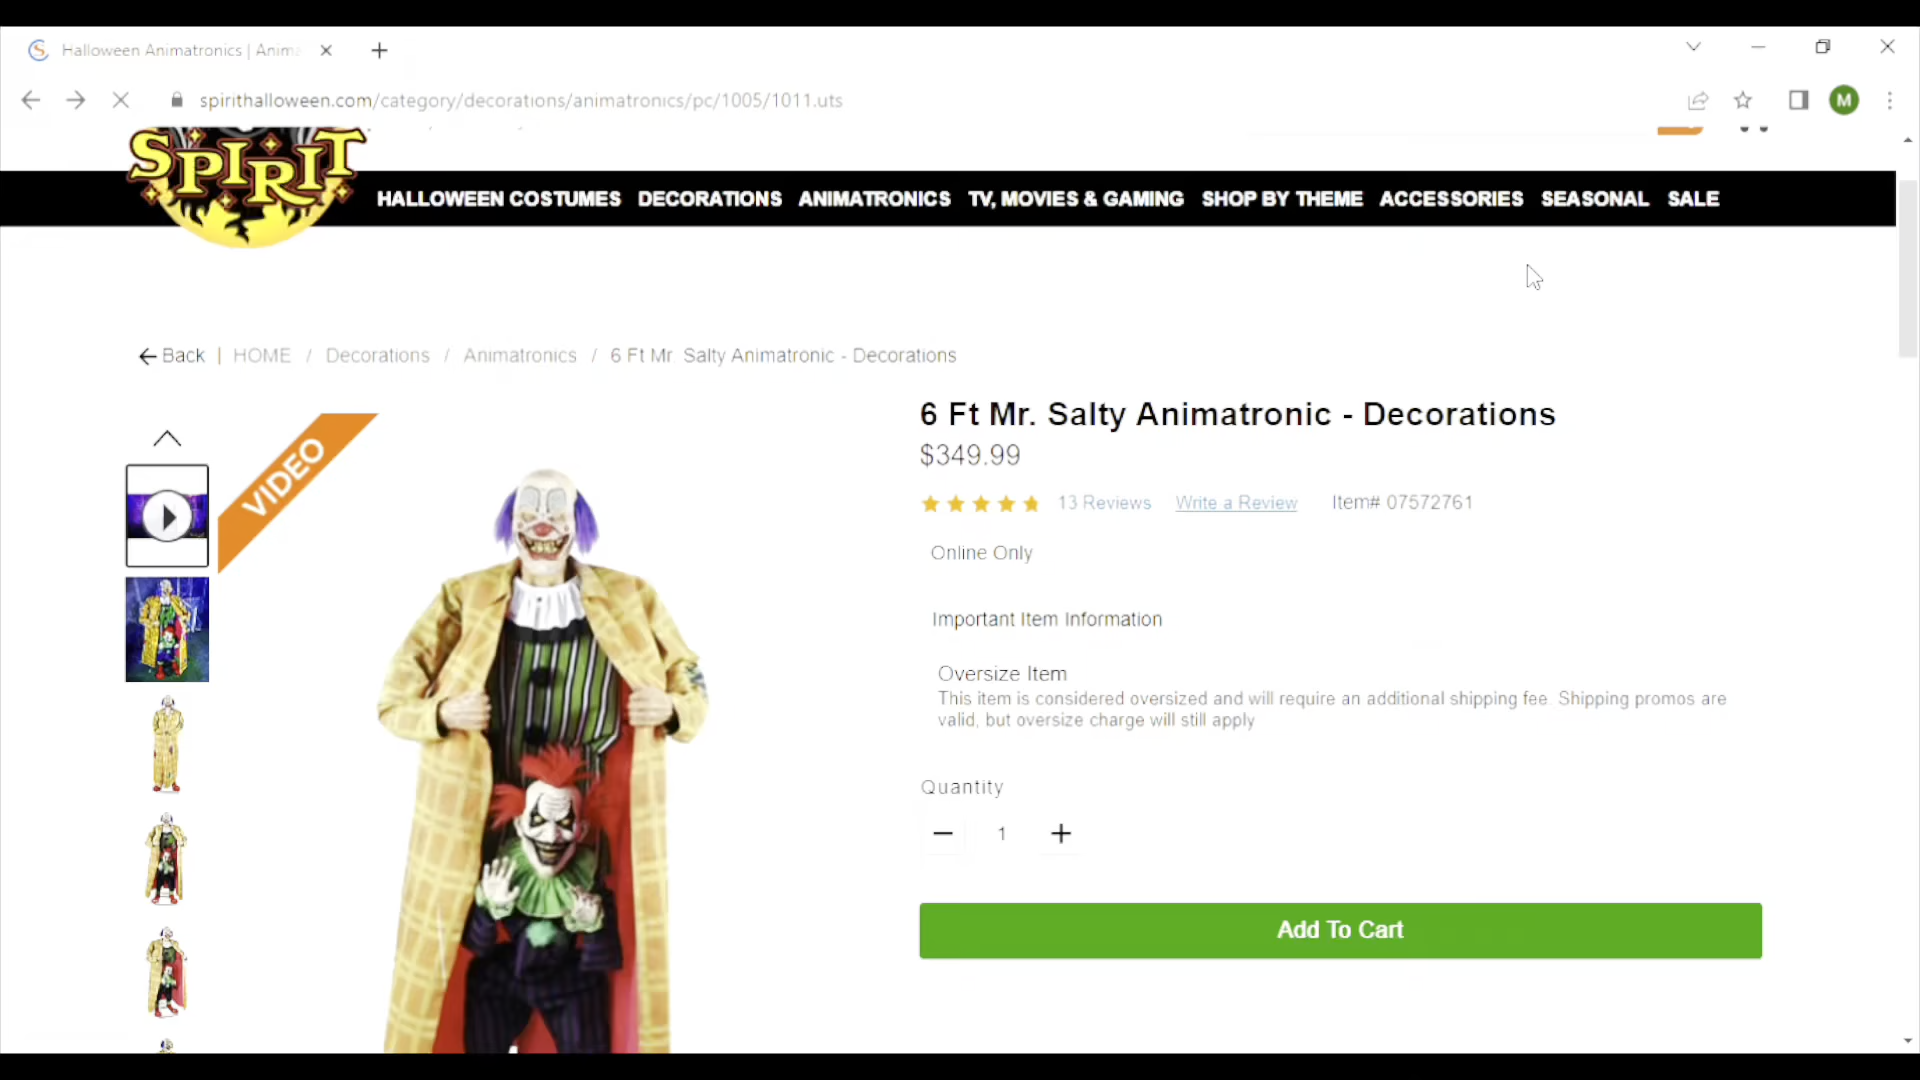 Halloween Animatronics | Anima
spirithalloween.com/category/decorations/animatronics/pc/1005/1011.uts
M
SPIRIT
HALLOWEEN COSTUMES DECORATIONS ANIMATRONICS TV, MOVIES & GAMING SHOP BY THEME ACCESSORIES SEASONAL SALE
Back | HOME / Decorations / Animatronics / 6 Ft Mr. Salty Animatronic - Decorations
VIDEO
6 Ft Mr. Salty Animatronic - Decorations
$349.99
13 Reviews Write a Review Item# 07572761
Online Only
Important Item Information
Oversize Item
This item is considered oversized and will require an additional shipping fee. Shipping promos are
valid, but oversize charge will still apply
Quantity
1
Add To Cart